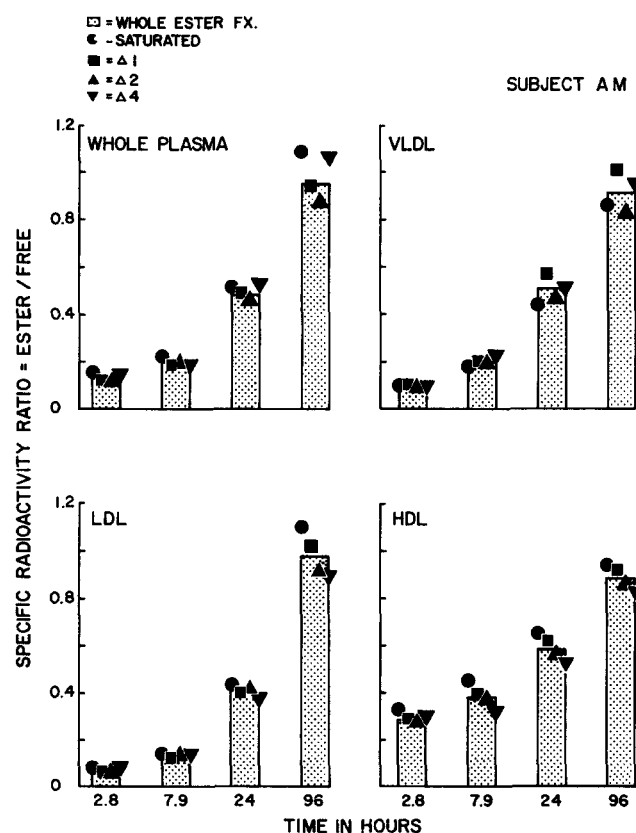 = WHOLE ESTER FX.
- SATURATED
= Δ 1
= Δ 2
= Δ 4
SUBJECT A M
SPECIFIC RADIOACTIVITY RATIO = ESTER / FREE
WHOLE PLASMA
1.2
0.8
0.4
0
VLDL
LDL
1.2
0.8
0.4
0
2.8 7.9 24 96
HDL
2.8 7.9 24 96
TIME IN HOURS